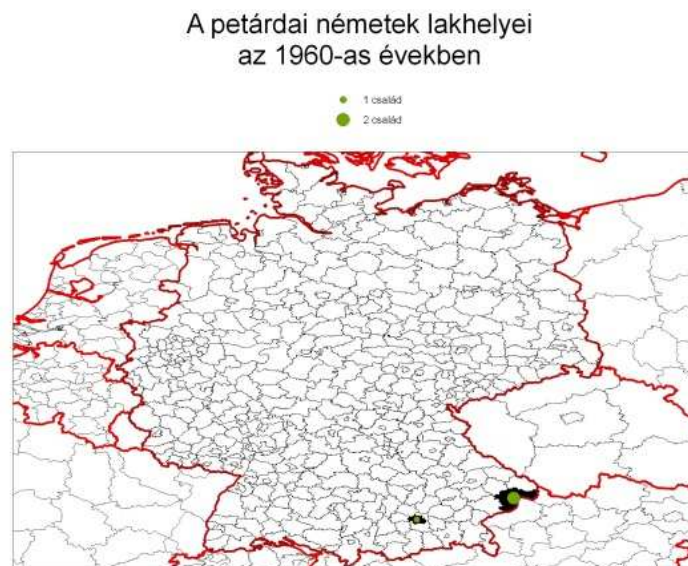 A petárdai németek lakhelyei
az 1960-as években
1 család
2 család